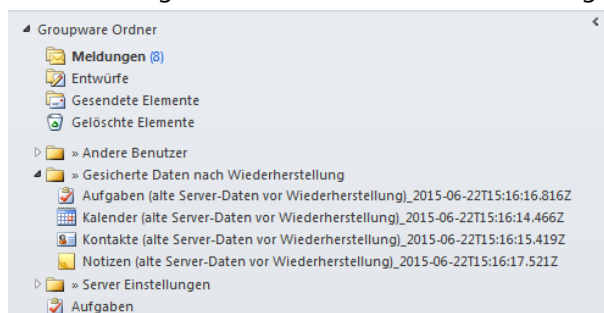 Groupware Ordner
Meldungen (8)
Entwürfe
Gesendete Elemente
Gelöschte Elemente
» Andere Benutzer
» Gesicherte Daten nach Wiederherstellung
Aufgaben (alte Server-Daten vor Wiederherstellung)_2015-06-22T15:16:16.816Z
Kalender (alte Server-Daten vor Wiederherstellung)_2015-06-22T15:16:14.466Z
Kontakte (alte Server-Daten vor Wiederherstellung)_2015-06-22T15:16:15.419Z
Notizen (alte Server-Daten vor Wiederherstellung)_2015-06-22T15:16:17.521Z
» Server Einstellungen
Aufgaben